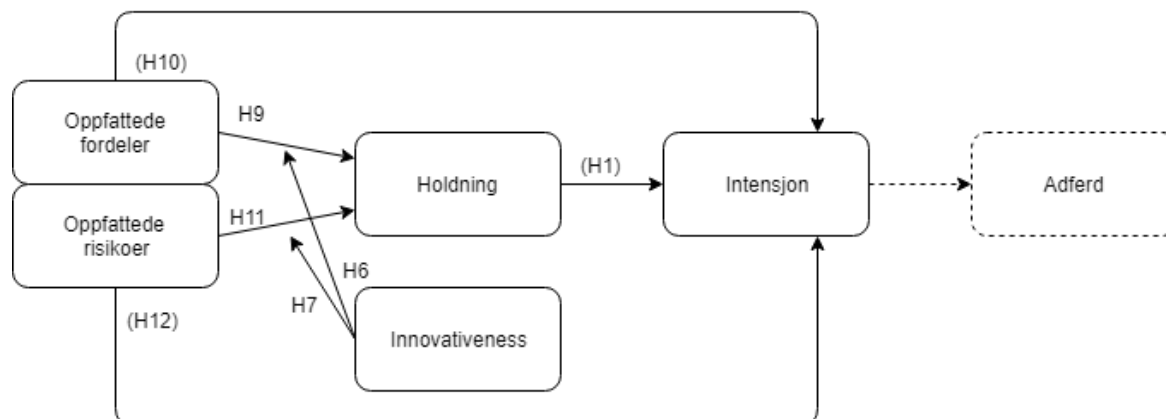 (H10)
Oppfattede
fordeler
H9
Holdning
(H1)
Intensjon
Adferd
Oppfattede
risikoer
H11
H6
H7
(H12)
Innovativeness